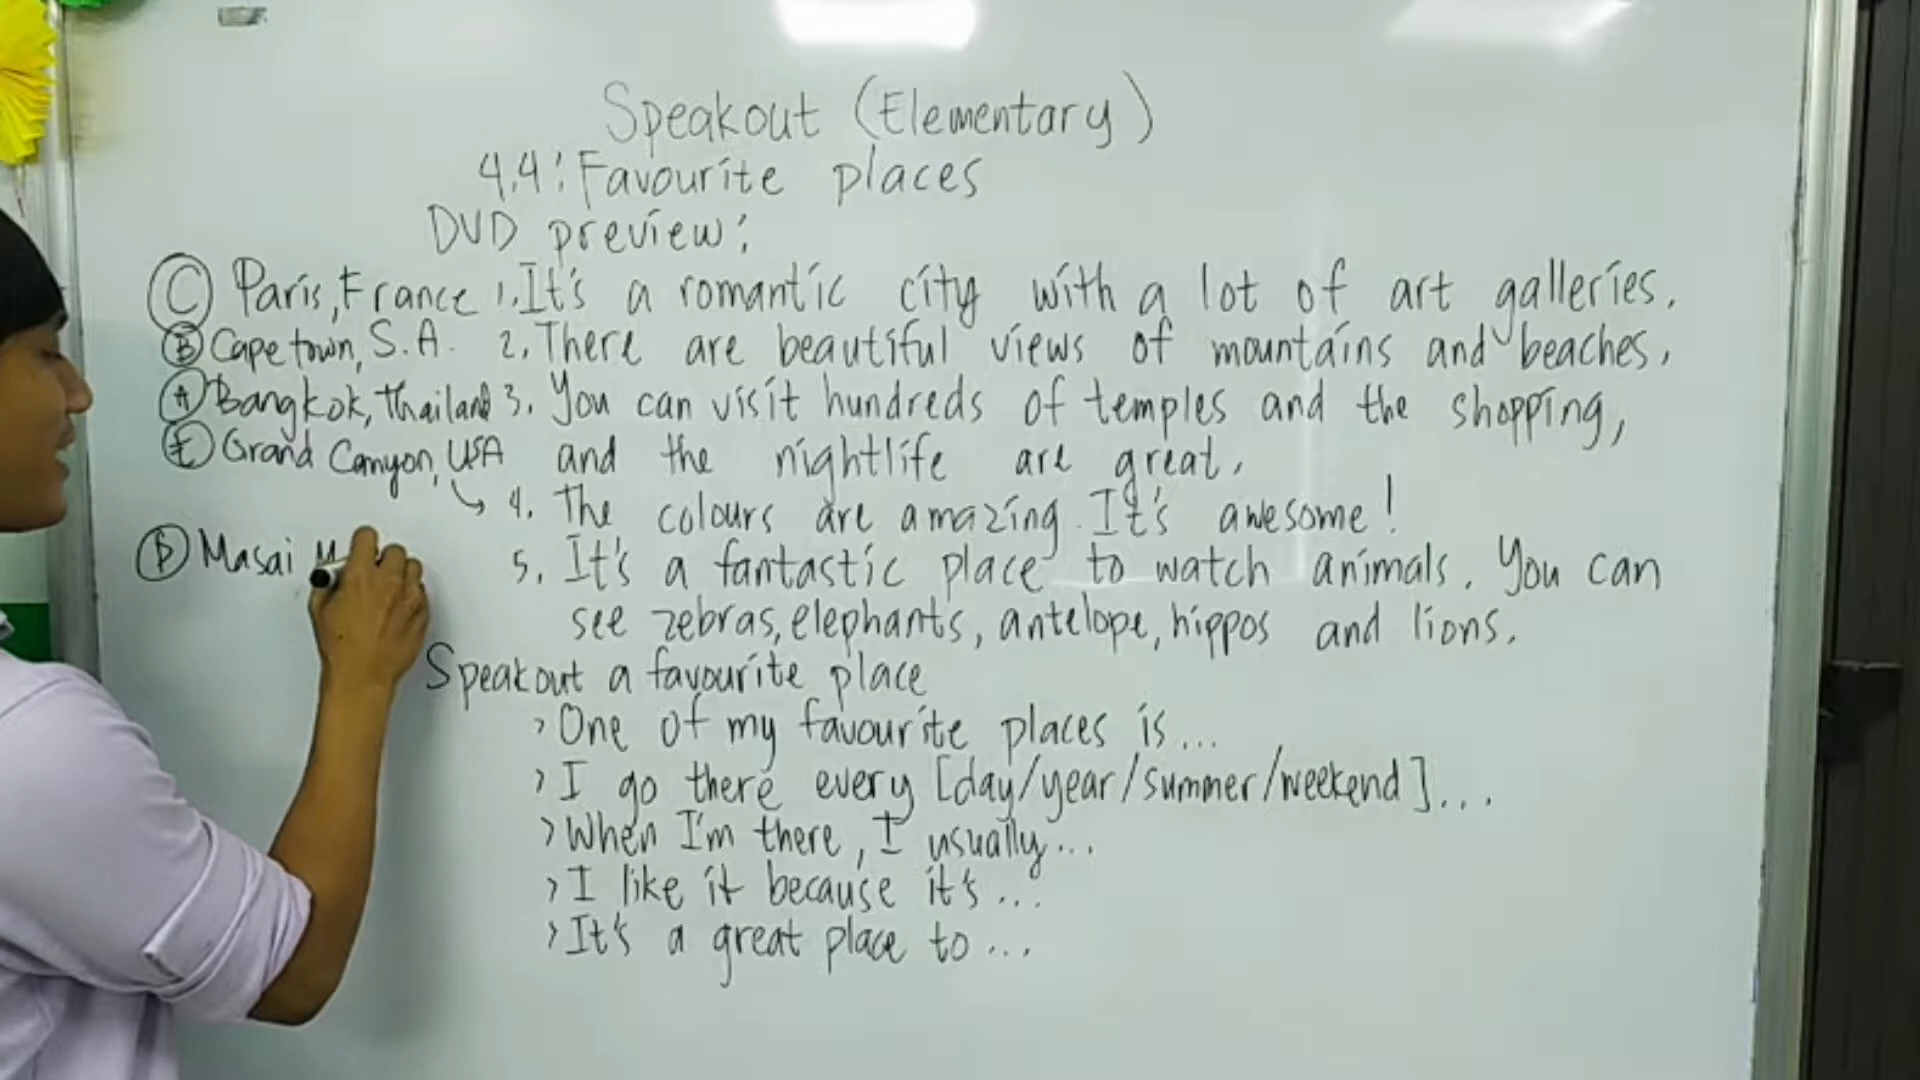 Speakout (Elementary)
4.4: Favourite places
DVD preview:
C Paris, France 1. It's a romantic city with a lot of art galleries.
B Cape town, S.A. 2. There are beautiful views of mountains and beaches.
A Bangkok, Thailand 3. You can visit hundreds of temples and the shopping,
E Grand Canyon, USA and the nightlife are great.
4. The colours are amazing. It's awesome!
D Masai M 5. It's a fantastic place to watch animals. You can
see zebras, elephants, antelope, hippos and lions.
Speakout a favourite place
> One of my favourite places is...
> I go there every [day/year/summer/weekend]...
> When I'm there, I usually...
> I like it because it's...
> It's a great place to...